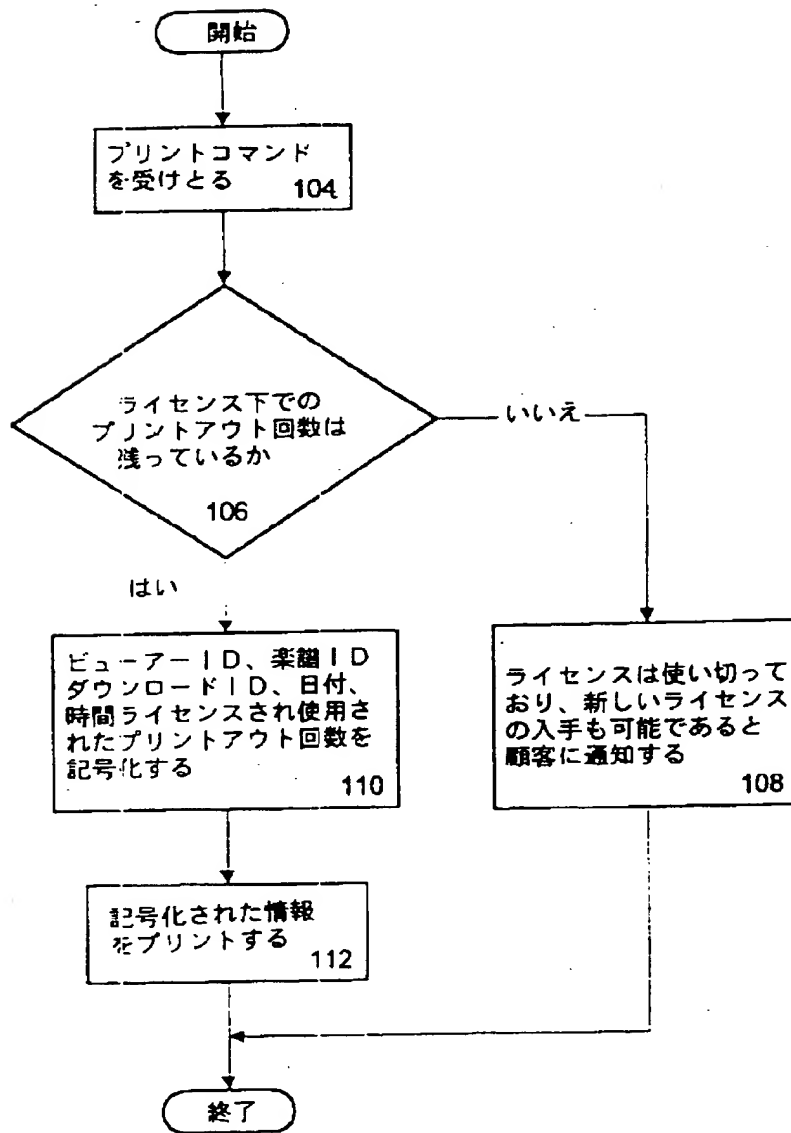 開始
プリントコマンド
を受けとる
104
ライセンス下での
プリントアウト回数は
残っているか
106
いいえ
はい
ビューアーID、楽譜ID
ダウンロードID、日付、
時間ライセンスされ使用さ
れたプリントアウト回数を
記号化する
110
ライセンスは使い切って
おり、新しいライセンス
の入手も可能であると
顧客に通知する
108
記号化された情報
をプリントする
112
終了